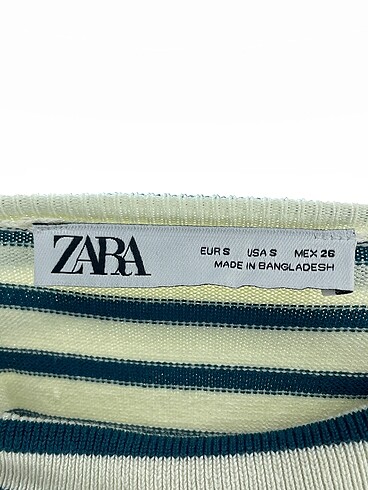 ZARA
EUR S USA S MEX 26
MADE IN BANGLADESH